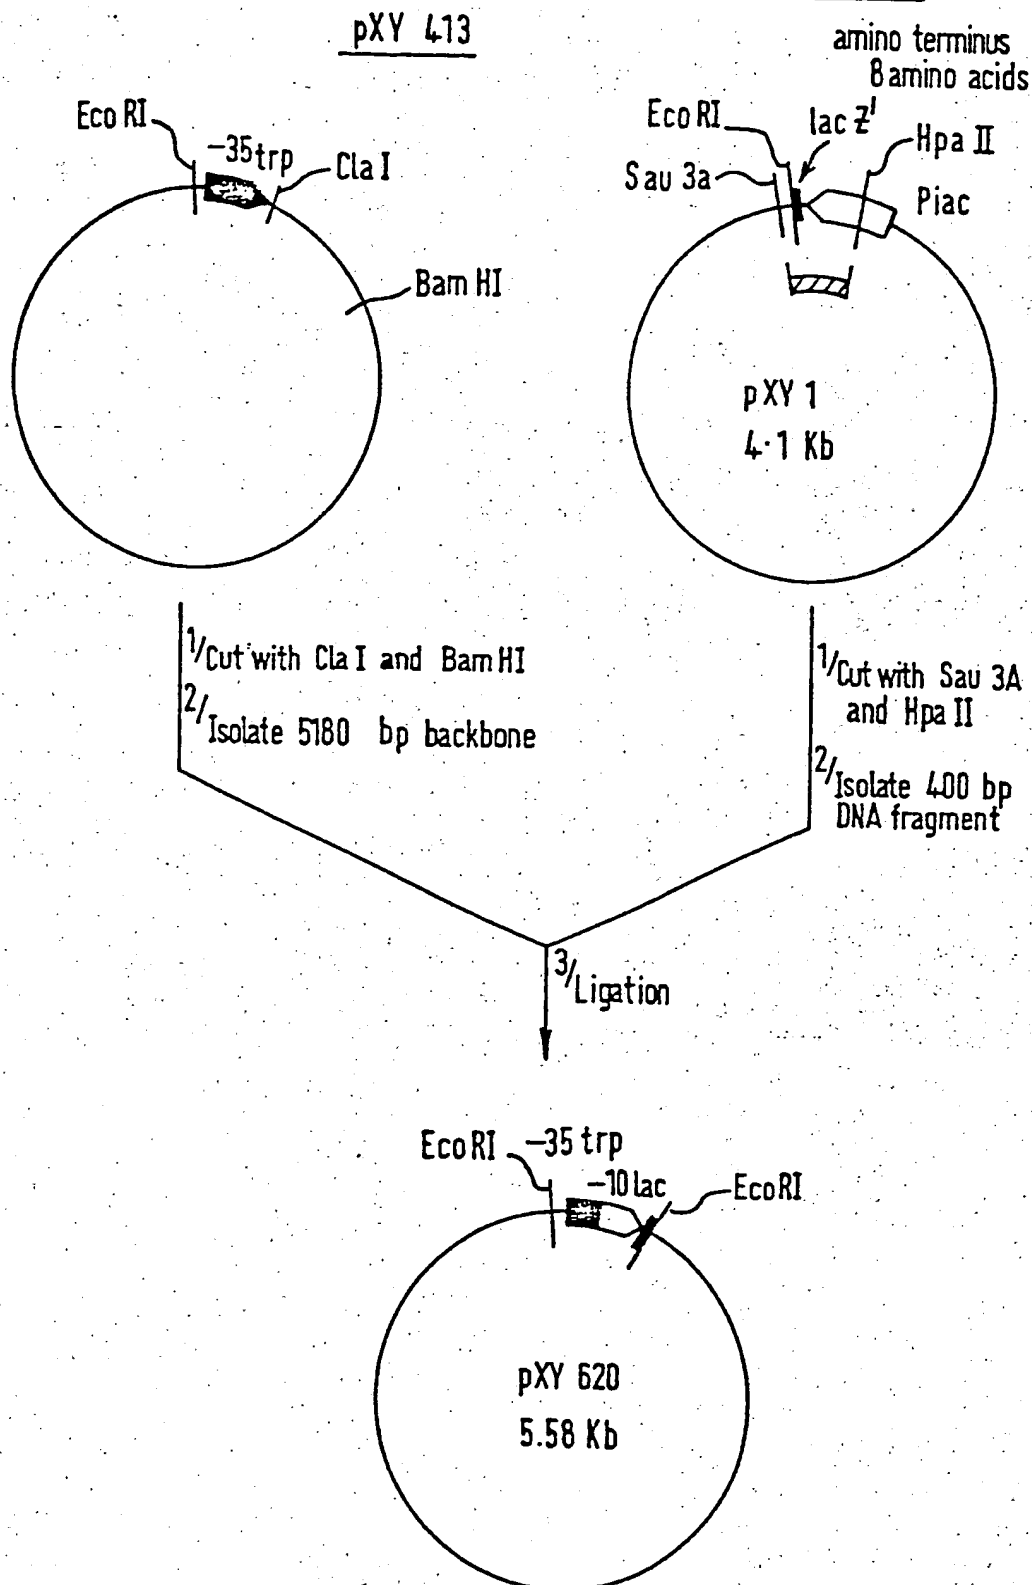 pXY 413
amino terminus
8 amino acids
Eco RI
-35 trp
Cla I
Bam HI
Eco RI
lac Z'
Hpa II
Sau 3a
Plac
pXY 1
4.1 Kb
1/Cut with Cla I and Bam HI
2/Isolate 5180 bp backbone
1/Cut with Sau 3A
and Hpa II
2/Isolate 400 bp
DNA fragment
3/Ligation
Eco RI
-35 trp
-10 lac
EcoRI
pXY 620
5.58 Kb